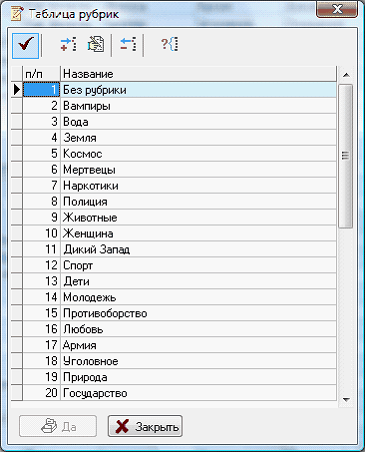 Таблица рубрик
п/п Название
1 Без рубрики
2 Вампиры
3 Вода
4 Земля
5 Космос
6 Мертвецы
7 Наркотики
8 Полиция
9 Животные
10 Женщина
11 Дикий Запад
12 Спорт
13 Дети
14 Молодежь
15 Противоборство
16 Любовь
17 Армия
18 Уголовное
19 Природа
20 Государство
Да Закрыть